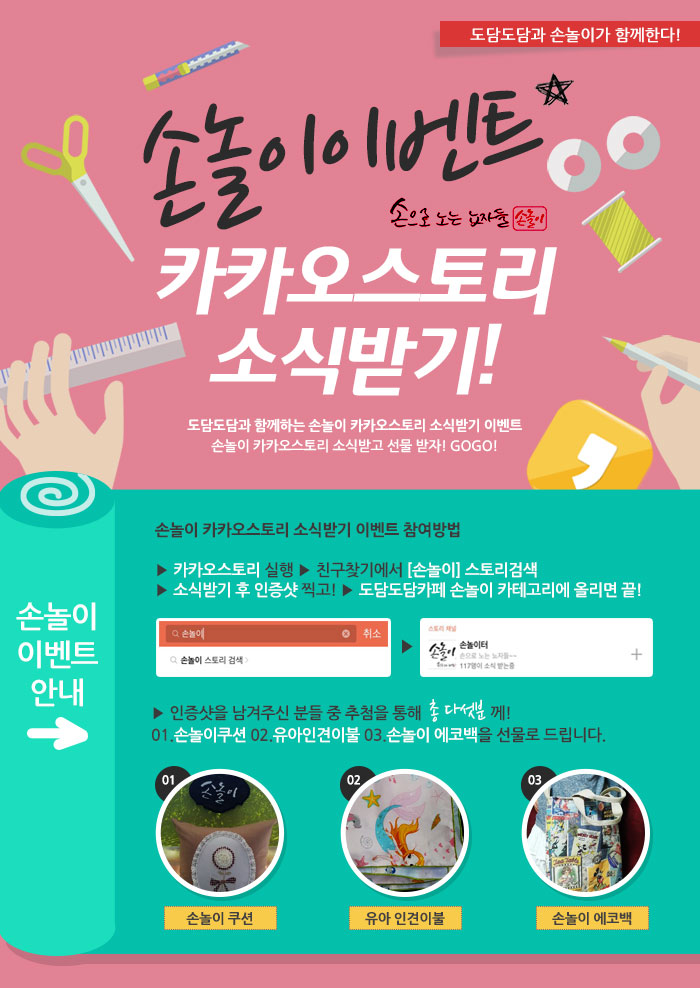 도담도담과 손놀이가 함께한다!
손놀이이벤트
손으로 노는 노자들 손놀이
카카오스토리
소식받기!
도담도담과 함께하는 손놀이 카카오스토리 소식받기 이벤트
손놀이 카카오스토리 소식받고 선물 받자! GOGO!
손놀이
이벤트
안내
손놀이 카카오스토리 소식받기 이벤트 참여방법
▶ 카카오스토리 실행 ▶ 친구찾기에서 [손놀이] 스토리검색
▶ 소식받기 후 인증샷 찍고! ▶ 도담도담카페 손놀이 카테고리에 올리면 끝!
손놀이
취소
손놀이 스토리 검색
스토리 채널
손놀이
손놀이터
손으로 노는 노자들~~
117명이 소식 받는중
▶ 인증샷을 남겨주신 분들 중 추첨을 통해 총 다섯분 께!
01.손놀이쿠션 02.유아인견이불 03.손놀이 에코백을 선물로 드립니다.
01
손놀이
02
03
손놀이 쿠션
유아 인견이불
손놀이 에코백